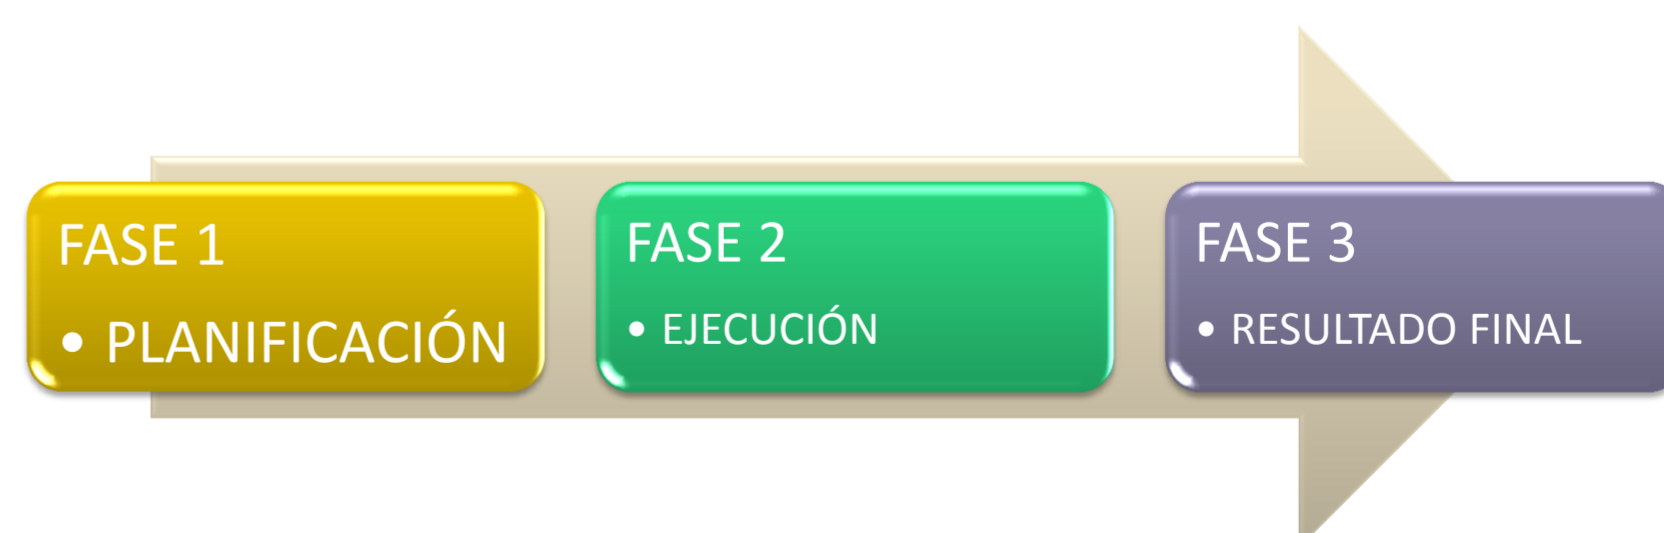 FASE 1
• PLANIFICACIÓN
FASE 2
• EJECUCIÓN
FASE 3
• RESULTADO FINAL